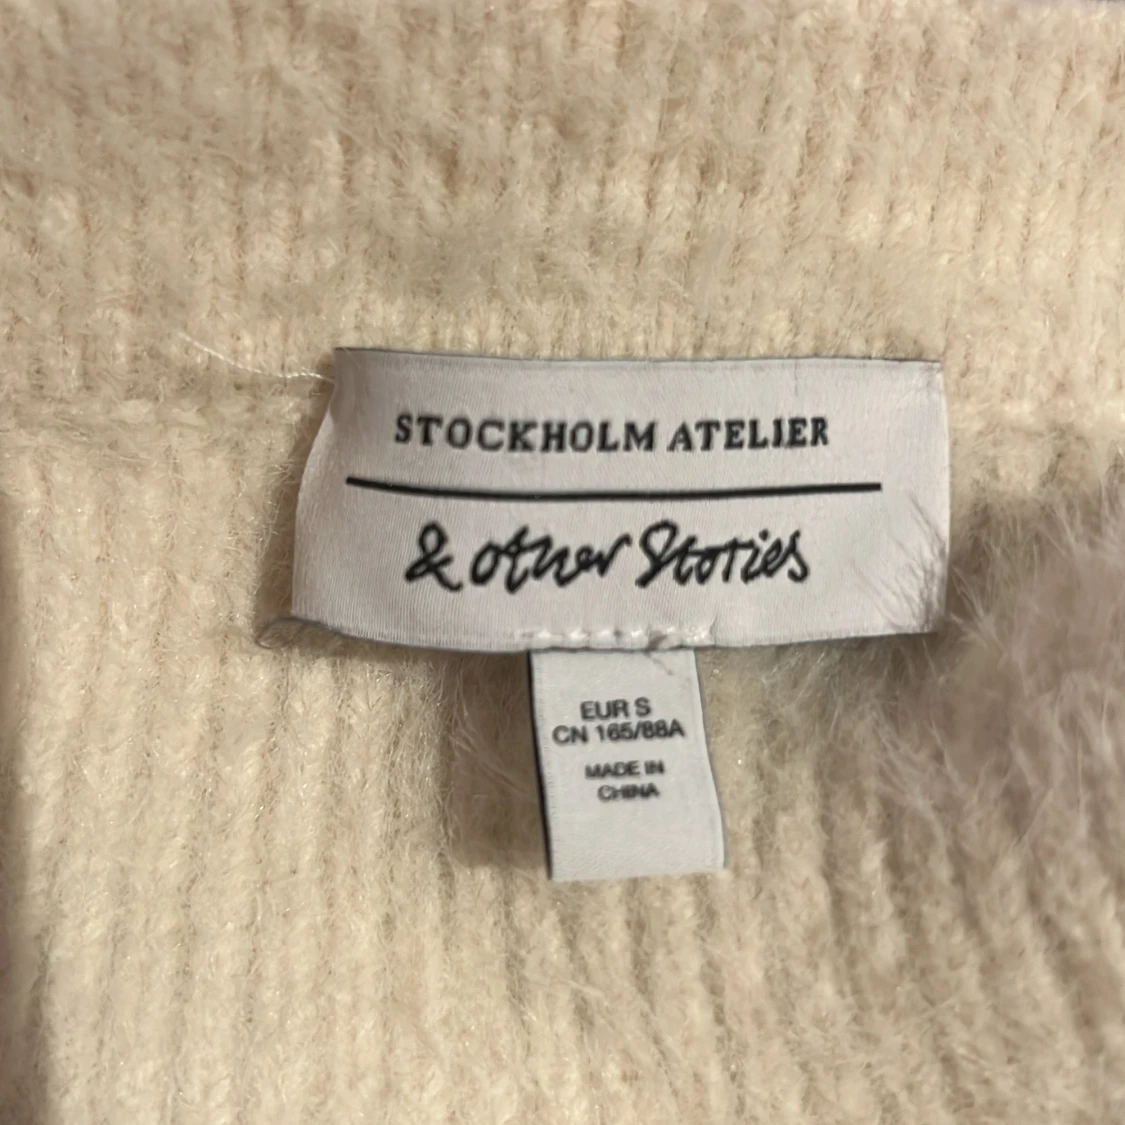 STOCKHOLM ATELIER
& other Stories
EUR S
CN 165/88A
MADE IN
CHINA